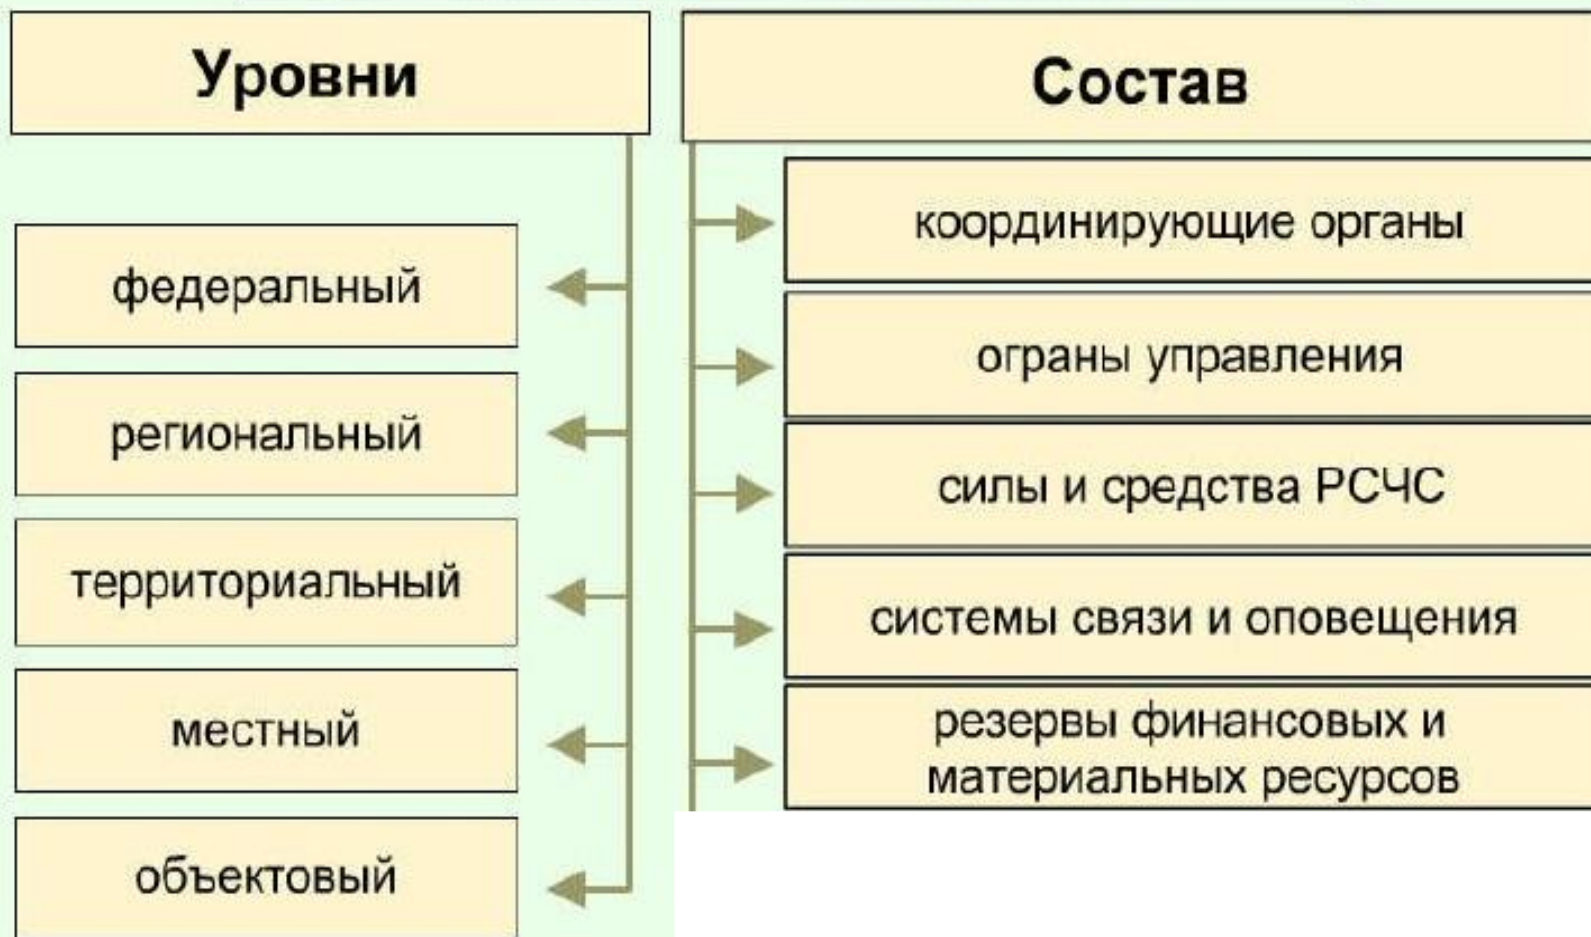 Уровни
федеральный
региональный
территориальный
местный
объектовый
Состав
координирующие органы
ограны управления
силы и средства РСЧС
системы связи и оповещения
резервы финансовых и
материальных ресурсов